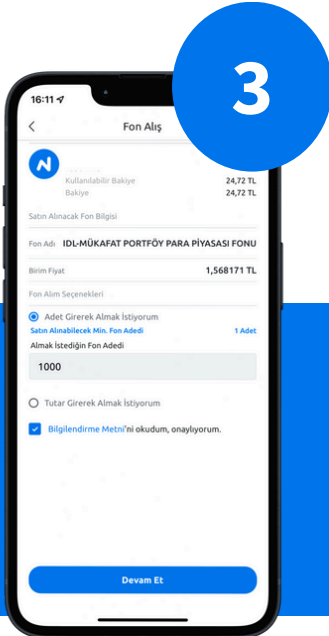 3
16:11
Fon Alış
Kullanılabilir Bakiye 24,72 TL
Bakiye 24,72 TL
Satın Alınacak Fon Bilgisi
Fon Adı IDL-MÜKAFAT PORTFÖY PARA PİYASASI FONU
Birim Fiyat 1,568171 TL
Fon Alım Seçenekleri
Adet Girerek Almak İstiyorum
Satın Alınabilecek Min. Fon Adedi 1 Adet
Almak İstediğin Fon Adedi
1000
Tutar Girerek Almak İstiyorum
Bilgilendirme Metni'ni okudum, onaylıyorum.
Devam Et